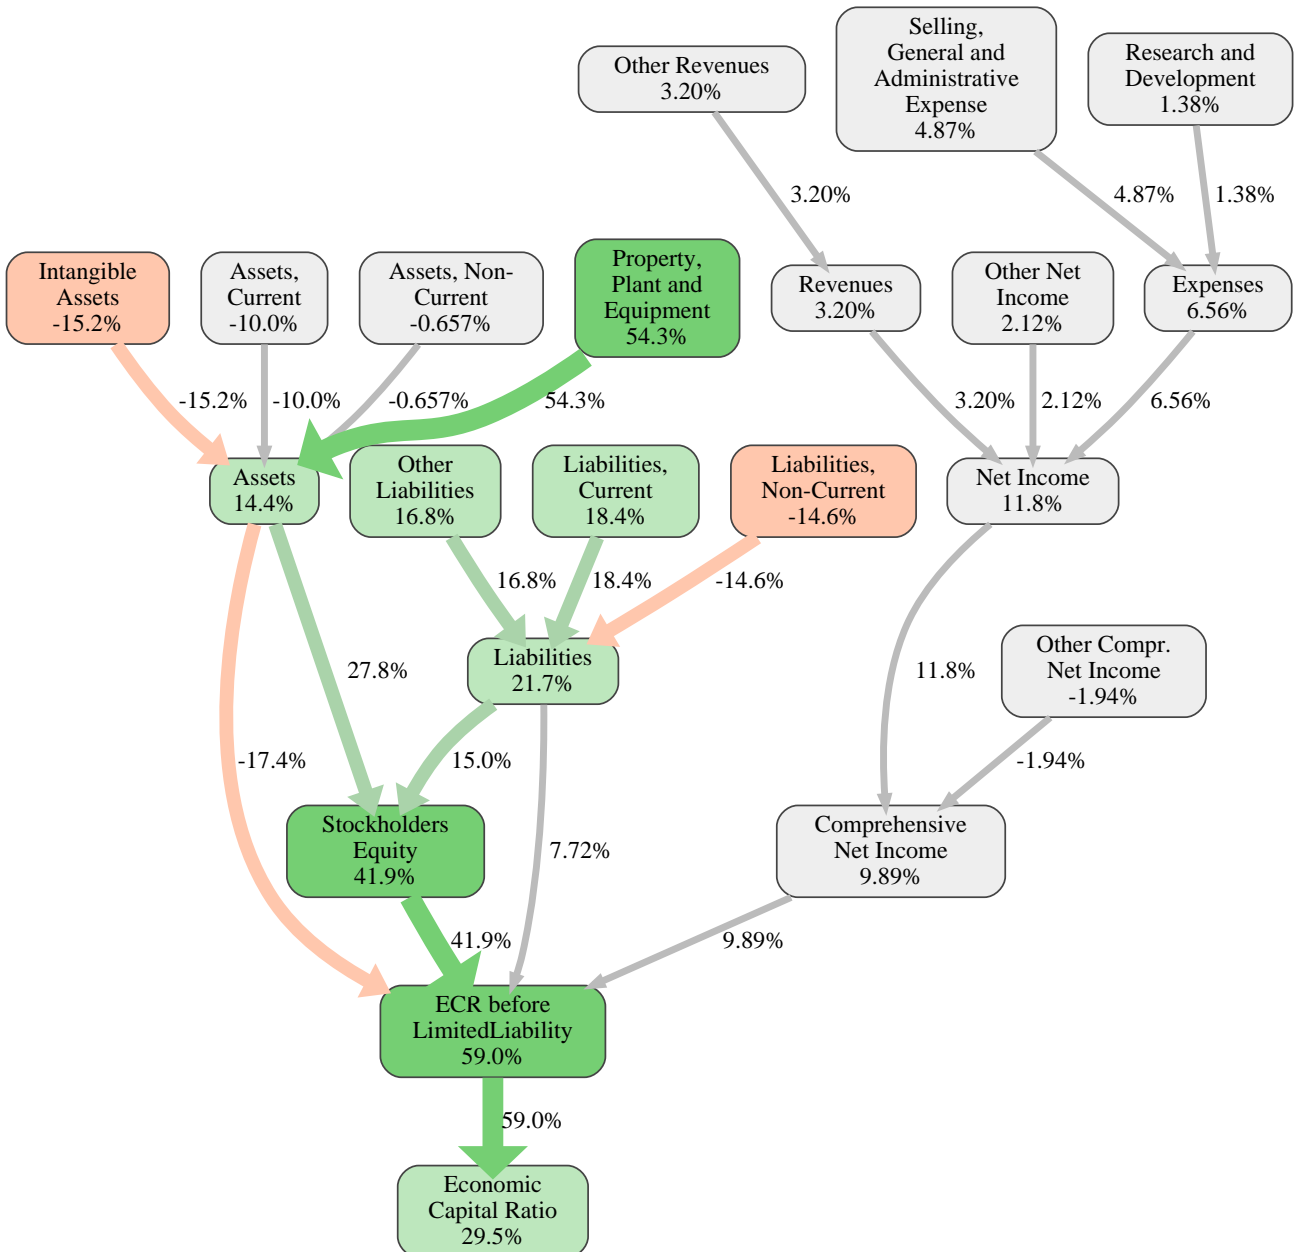 Selling,
General and
Administrative
Expense
4.87%
Research and
Development
1.38%
Other Revenues
3.20%
3.20%
4.87%
1.38%
Intangible
Assets
-15.2%
Assets,
Current
-10.0%
Assets, Non-
Current
-0.657%
Property,
Plant and
Equipment
54.3%
Revenues
3.20%
Other Net
Income
2.12%
Expenses
6.56%
-15.2%
-10.0%
-0.657%
54.3%
3.20%
2.12%
6.56%
Assets
14.4%
Other
Liabilities
16.8%
Liabilities,
Current
18.4%
Liabilities,
Non-Current
-14.6%
Net Income
11.8%
16.8%
18.4%
-14.6%
Liabilities
21.7%
Other Compr.
Net Income
-1.94%
27.8%
11.8%
-17.4%
15.0%
-1.94%
Stockholders
Equity
41.9%
7.72%
Comprehensive
Net Income
9.89%
41.9%
9.89%
ECR before
LimitedLiability
59.0%
59.0%
Economic
Capital Ratio
29.5%